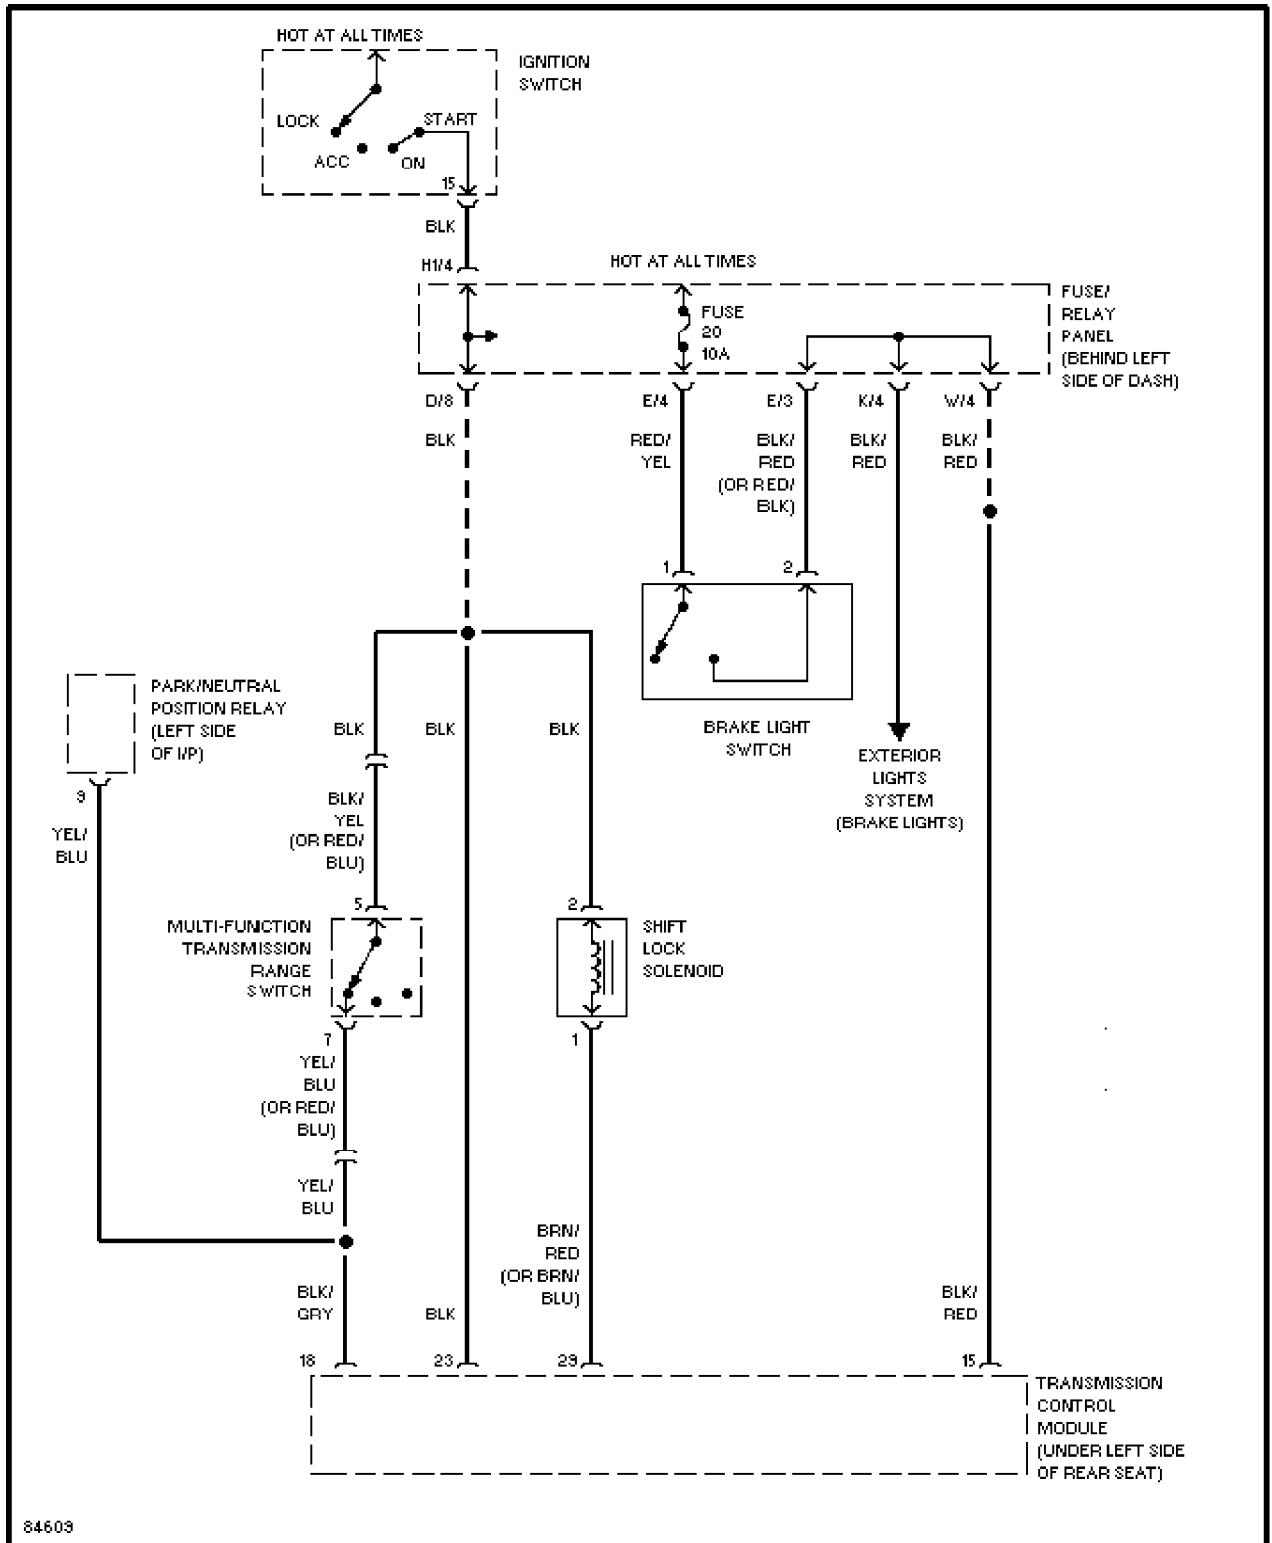 HOT AT ALL TIMES
IGNITION
SWITCH
LOCK
START
ACC
ON
15
BLK
H1/4
HOT AT ALL TIMES
FUSE
20
10A
FUSE/
RELAY
PANEL
(BEHIND LEFT
SIDE OF DASH)
D/8
E/4
E/3
K/4
W/4
BLK
RED/
YEL
BLK/
RED
(OR RED/
BLK)
BLK/
RED
BLK/
RED
1
2
BRAKE LIGHT
SWITCH
EXTERIOR
LIGHTS
SYSTEM
(BRAKE LIGHTS)
PARK/NEUTRAL
POSITION RELAY
(LEFT SIDE
OF I/P)
9
YEL/
BLU
BLK
BLK
BLK
BLK/
YEL
(OR RED/
BLU)
5
2
MULTI-FUNCTION
TRANSMISSION
RANGE
SWITCH
SHIFT
LOCK
SOLENOID
7
1
YEL/
BLU
(OR RED/
BLU)
YEL/
BLU
BRN/
RED
(OR BRN/
BLU)
BLK/
GRY
BLK
BLK/
RED
18
23
29
15
TRANSMISSION
CONTROL
MODULE
(UNDER LEFT SIDE
OF REAR SEAT)
84609